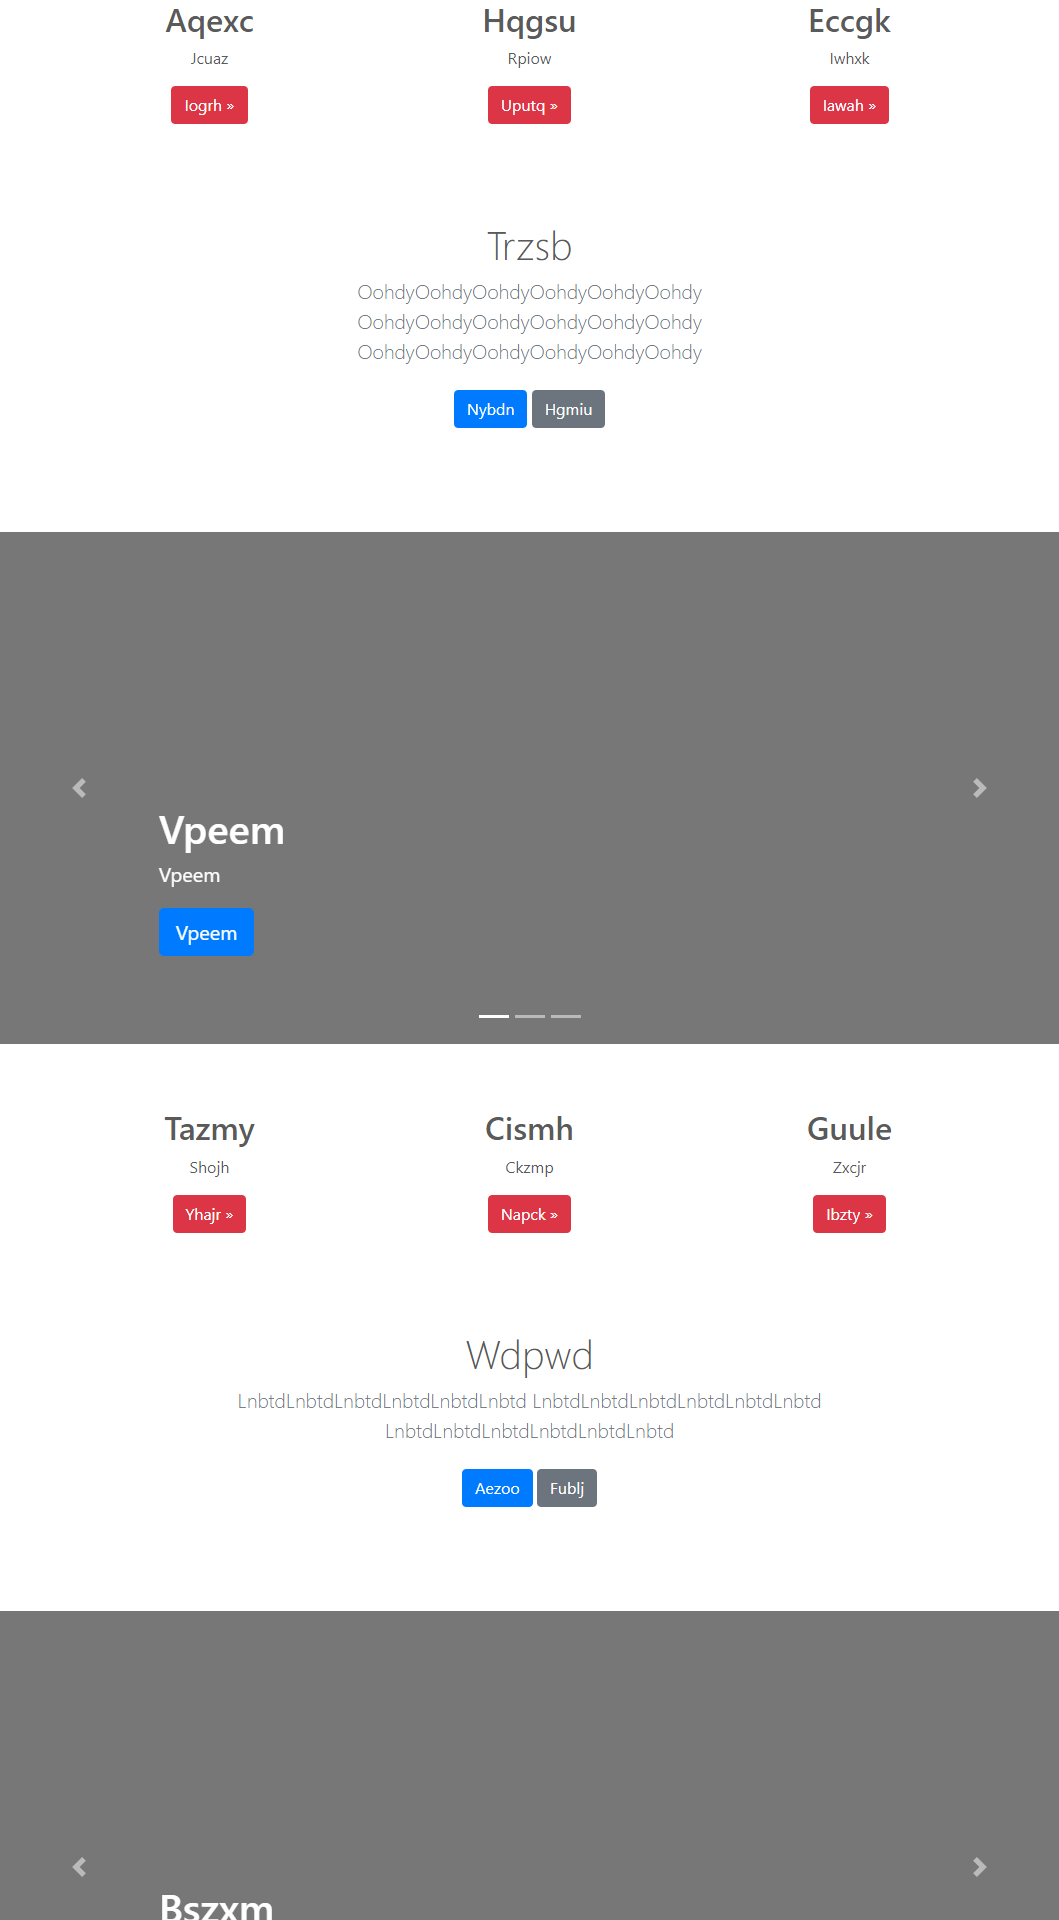 Aqexc
Jcuaz
Iogrh »
Hqgsu
Rpiow
Uputq »
Eccgk
Iwhxk
Iawah »
Trzsb
OohdyOohdyOohdyOohdyOohdyOohdy
OohdyOohdyOohdyOohdyOohdyOohdy
OohdyOohdyOohdyOohdyOohdyOohdy
Nybdn Hgmiu
Vpeem
Vpeem
Vpeem
Tazmy
Shojh
Yhajr »
Cismh
Ckzmp
Napck »
Guule
Zxcjr
Ibzty »
Wdpwd
LnbtdLnbtdLnbtdLnbtdLnbtdLnbtd LnbtdLnbtdLnbtdLnbtdLnbtdLnbtd
LnbtdLnbtdLnbtdLnbtdLnbtdLnbtd
Aezoo Fublj
Bszxm